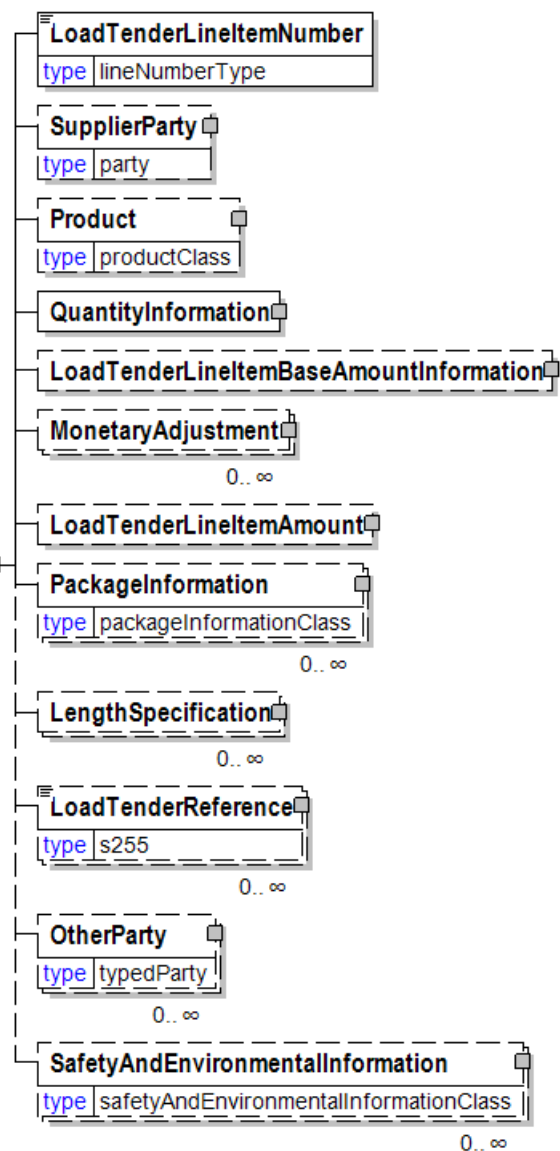 LoadTenderLineItemNumber
type lineNumberType
SupplierParty
type party
Product
type productClass
QuantityInformation
LoadTenderLineItemBaseAmountInformation
MonetaryAdjustment
0.. ∞
LoadTenderLineItemAmount
PackageInformation
type packageInformationClass
0.. ∞
LengthSpecification
0.. ∞
LoadTenderReference
type s255
0.. ∞
OtherParty
type typedParty
0.. ∞
SafetyAndEnvironmentalInformation
type safetyAndEnvironmentalInformationClass
0.. ∞